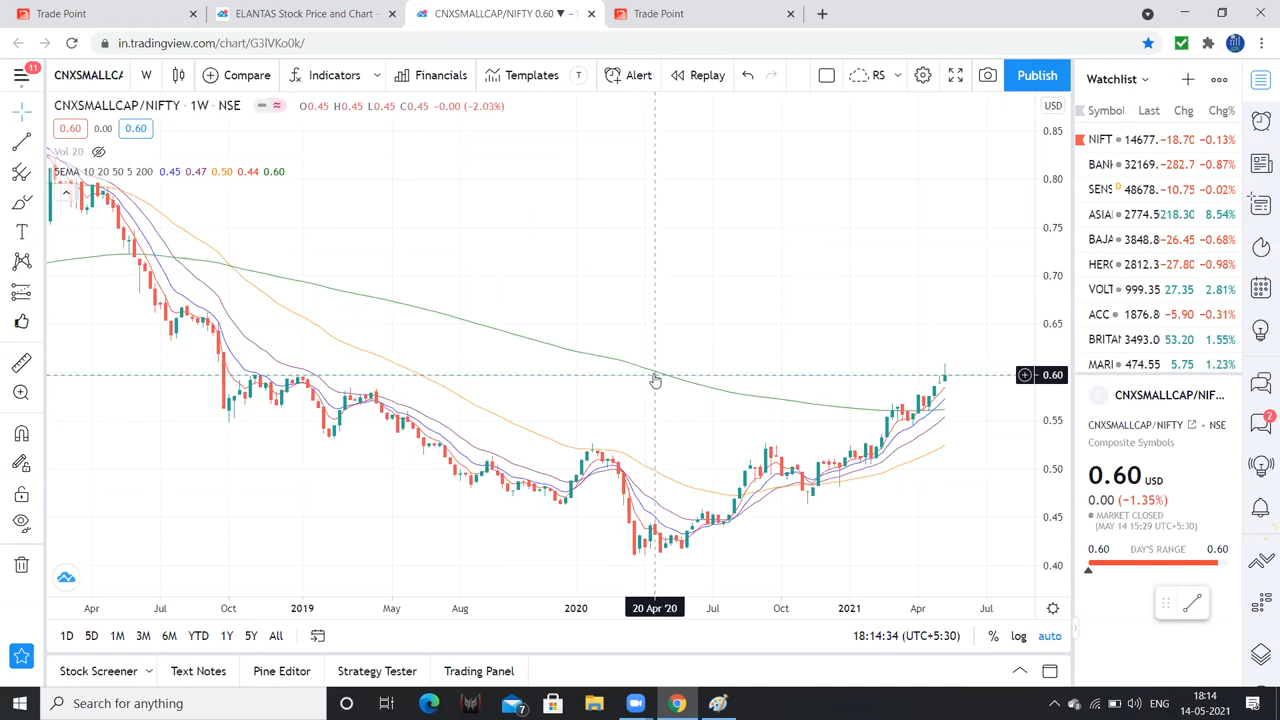 Trade Point
ELANTAS Stock Price and Chart –
CNXSMALLCAP/NIFTY 0.60 ▼ −1
Trade Point
in.tradingview.com/chart/G3lVKo0k/
11
CNXSMALLCA
W
Compare
Indicators
Financials
Templates
T
Alert
Replay
RS
Publish
Watchlist
CNXSMALLCAP/NIFTY · 1W · NSE
O0.45 H0.45 L0.45 C0.45 −0.00 (−2.03%)
0.60 0.00 0.60
Vol 20
5EMA 10 20 50 5 200 0.45 0.47 0.50 0.44 0.60
USD
0.85
0.80
0.75
0.70
0.65
0.60
0.55
0.50
0.45
0.40
Symbol Last Chg Chg%
NIFT 14677. −18.70 −0.13%
BAN 32169. −282.7 −0.87%
SENS D 48678. −10.75 −0.02%
ASIA 2774.5 218.30 8.54%
BAJA 3848.8 −26.45 −0.68%
HERC 2812.3 −27.80 −0.98%
VOLT 999.35 27.35 2.81%
ACC 1876.8 −5.90 −0.31%
BRITA 3493.0 53.20 1.55%
MARI 474.55 5.75 1.23%
C CNXSMALLCAP/NIF...
CNXSMALLCAP/NIFTY · NSE
Composite Symbols
0.60 USD
0.00 (−1.35%)
MARKET CLOSED
(MAY 14 15:29 UTC+5:30)
0.60 DAY'S RANGE 0.60
2
Apr Jul Oct 2019 May Aug 2020 20 Apr '20 Jul Oct 2021 Apr Jul
1D 5D 1M 3M 6M YTD 1Y 5Y All
18:14:34 (UTC+5:30) % log auto
Stock Screener Text Notes Pine Editor Strategy Tester Trading Panel
Search for anything
7
ENG
18:14
14-05-2021